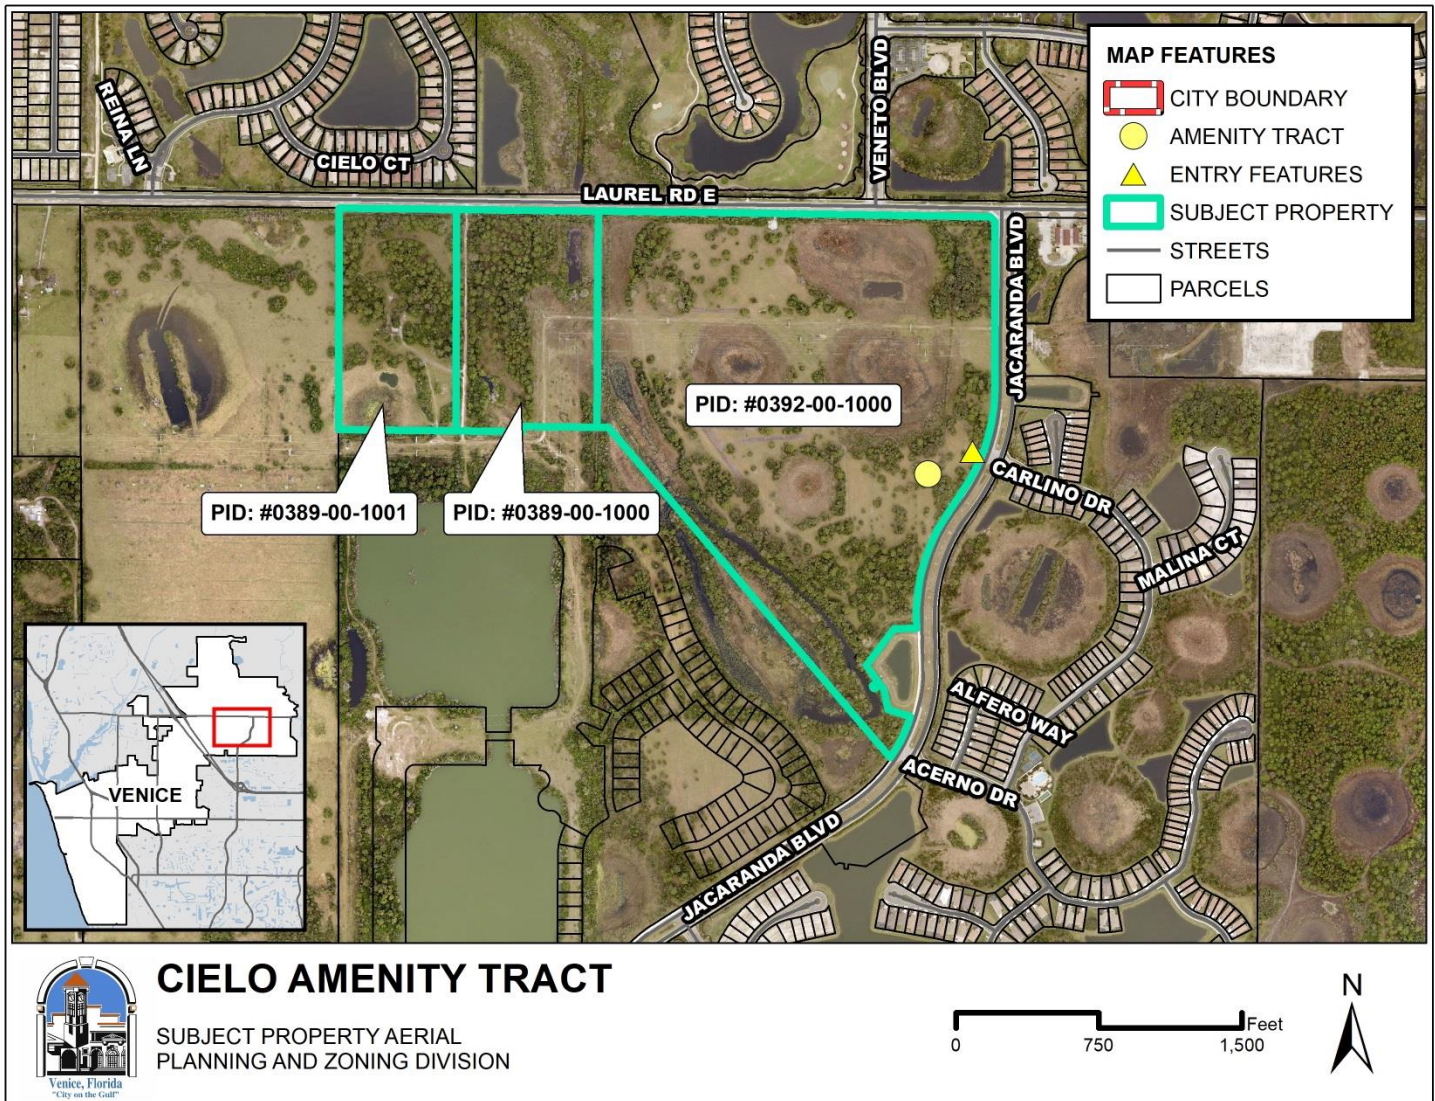 REINA LN
CIELO CT
VENETO BLVD
LAUREL RD E
JACARANDA BLVD
MAP FEATURES
CITY BOUNDARY
AMENITY TRACT
ENTRY FEATURES
SUBJECT PROPERTY
STREETS
PARCELS
PID: #0392-00-1000
PID: #0389-00-1001
PID: #0389-00-1000
CARLINO DR
MALINA CT
ALFERO WAY
ACERNO DR
JACARANDA BLVD
VENICE
CIELO AMENITY TRACT
SUBJECT PROPERTY AERIAL
PLANNING AND ZONING DIVISION
Venice, Florida
"City on the Gulf"
Feet
0 750 1,500
N